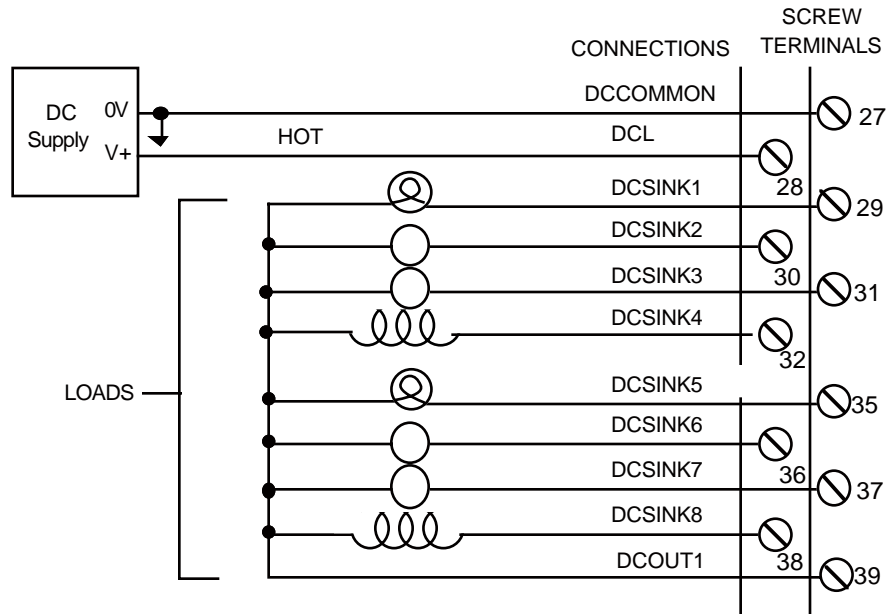 SCREW
CONNECTIONS TERMINALS
DC Supply 0V V+
DCCOMMON 27
HOT DCL 28
DCSINK1 29
DCSINK2 30
DCSINK3 31
DCSINK4 32
LOADS
DCSINK5 35
DCSINK6 36
DCSINK7 37
DCSINK8 38
DCOUT1 39